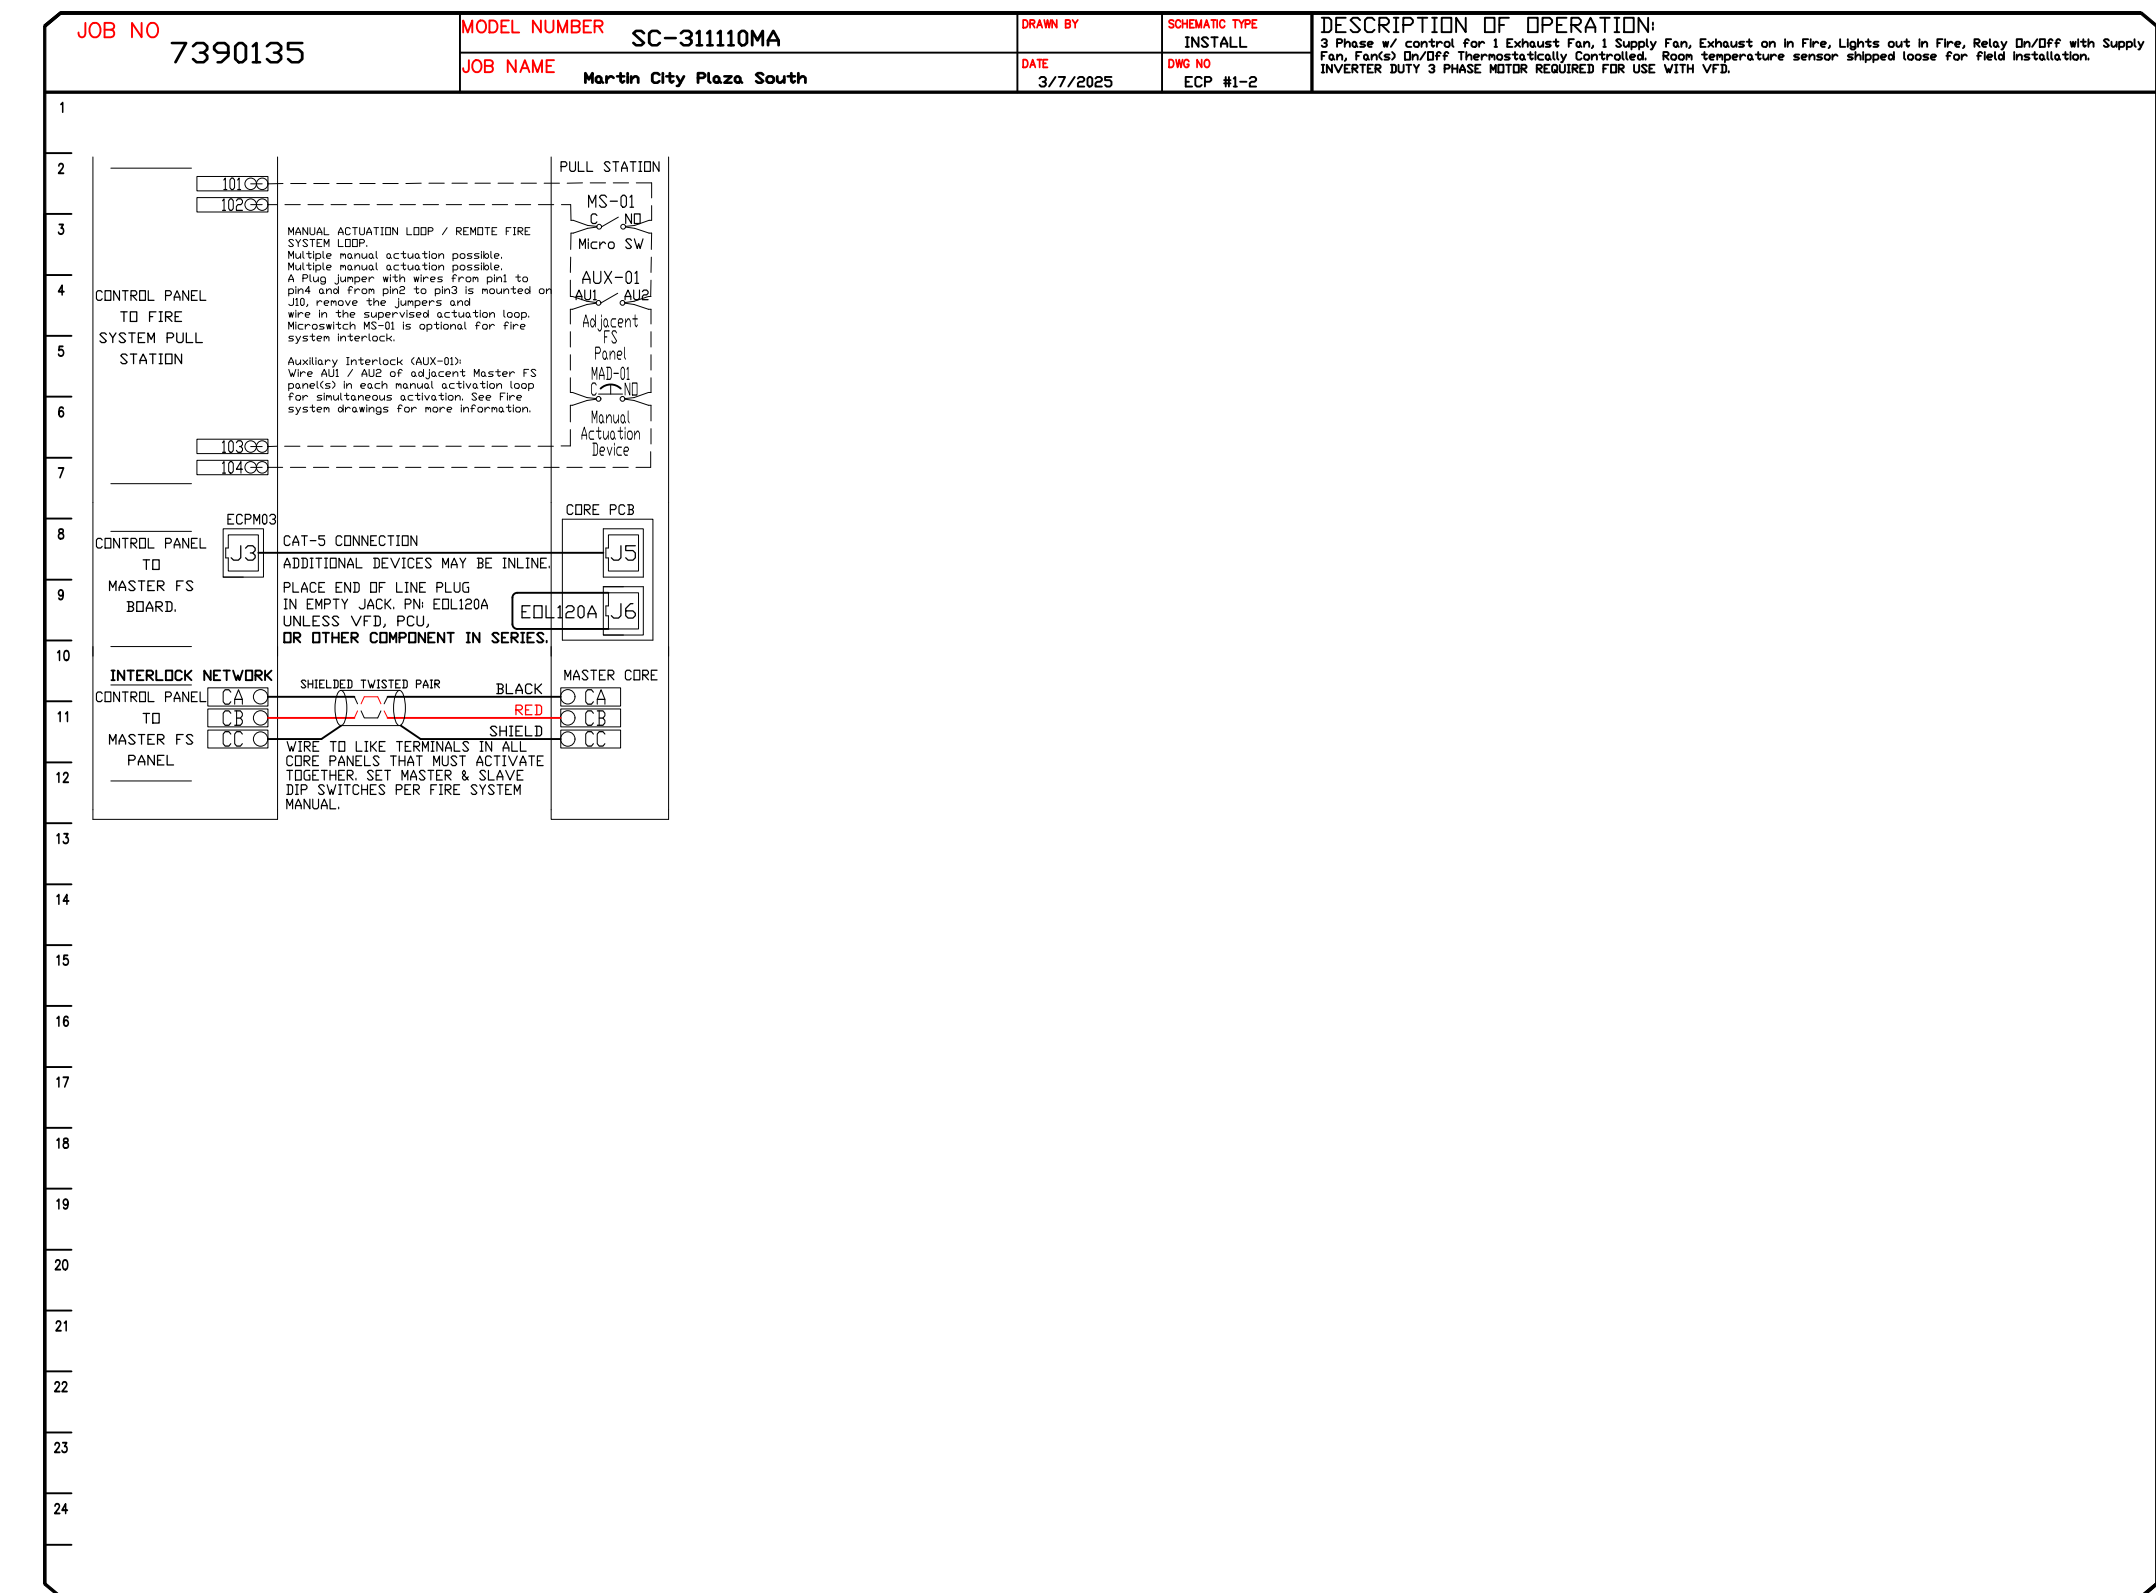 JOB NO
7390135
MODEL NUMBER SC-311110MA
JOB NAME
Martin City Plaza South
DRAWN BY
DATE
3/7/2025
SCHEMATIC TYPE
INSTALL
DWG NO
ECP #1-2
DESCRIPTION OF OPERATION:
3 Phase w/ control for 1 Exhaust Fan, 1 Supply Fan, Exhaust on in Fire, Lights out in Fire, Relay On/Off with Supply
Fan, Fan(s) On/Off Thermostatically Controlled.  Room temperature sensor shipped loose for field installation.
INVERTER DUTY 3 PHASE MOTOR REQUIRED FOR USE WITH VFD.
1
2
3
4
5
6
7
8
9
10
11
12
13
14
15
16
17
18
19
20
21
22
23
24
CONTROL PANEL
TO FIRE
SYSTEM PULL
STATION
101
102
103
104
MANUAL ACTUATION LOOP / REMOTE FIRE
SYSTEM LOOP.
Multiple manual actuation possible.
Multiple manual actuation possible.
A Plug jumper with wires from pin1 to
pin4 and from pin2 to pin3 is mounted on
J10, remove the jumpers and
wire in the supervised actuation loop.
Microswitch MS-01 is optional for fire
system interlock.
Auxiliary Interlock (AUX-01):
Wire AU1 / AU2 of adjacent Master FS
panel(s) in each manual activation loop
for simultaneous activation. See Fire
system drawings for more information.
PULL STATION
MS-01
C NO
Micro SW
AUX-01
AU1 AU2
Adjacent
FS
Panel
MAD-01
C NO
Manual
Actuation
Device
CONTROL PANEL
TO
MASTER FS
BOARD.
ECPM03
J3
CAT-5 CONNECTION
ADDITIONAL DEVICES MAY BE INLINE.
PLACE END OF LINE PLUG
IN EMPTY JACK. PN: EOL120A
UNLESS VFD, PCU,
OR OTHER COMPONENT IN SERIES.
CORE PCB
J5
EOL120A J6
INTERLOCK NETWORK
CONTROL PANEL
TO
MASTER FS
PANEL
CA
CB
CC
SHIELDED TWISTED PAIR
BLACK
RED
SHIELD
MASTER CORE
CA
CB
CC
WIRE TO LIKE TERMINALS IN ALL
CORE PANELS THAT MUST ACTIVATE
TOGETHER. SET MASTER & SLAVE
DIP SWITCHES PER FIRE SYSTEM
MANUAL.